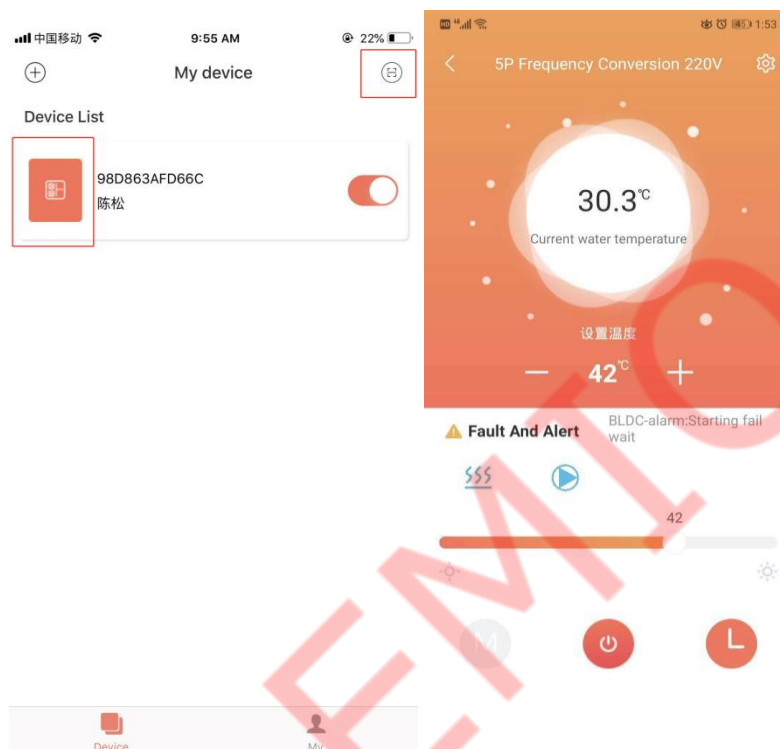 中国移动
9:55 AM
22%
My device
Device List
98D863AFD66C
陈松
Device
My
HD
1:53
5P Frequency Conversion 220V
30.3℃
Current water temperature
设置温度
42℃
Fault And Alert
BLDC-alarm:Starting fail
wait
42
M
EMIO